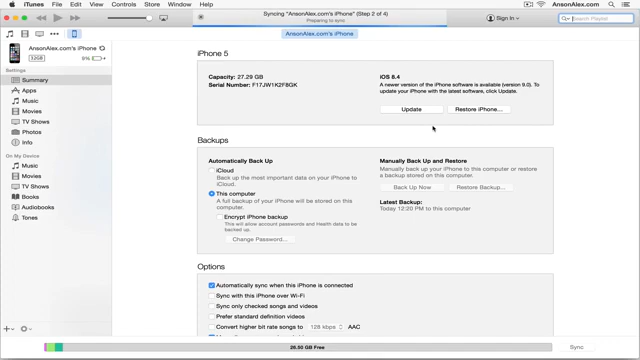 iTunes File Edit View Controls Store Window Help AnsonAlex.com
Syncing "AnsonAlex.com's iPhone" (Step 2 of 4)
Preparing to sync
Sign In
Search Playlist
AnsonAlex.com's iPhone
AnsonAlex.com's iPhone
32GB 9%
Settings
Summary
Apps
Music
Movies
TV Shows
Photos
Info
On My Device
Music
Movies
TV Shows
Books
Audiobooks
Tones
iPhone 5
Capacity: 27.29 GB
Serial Number: F17JW1K2F8GK
iOS 8.4
A newer version of the iPhone software is available (version 9.0). To
update your iPhone with the latest software, click Update.
Update Restore iPhone...
Backups
Automatically Back Up
iCloud
Back up the most important data on your iPhone to
iCloud.
This computer
A full backup of your iPhone will be stored on this
computer.
Encrypt iPhone backup
This will allow account passwords and Health data to be
backed up.
Change Password...
Manually Back Up and Restore
Manually back up your iPhone to this computer or restore
a backup stored on this computer.
Back Up Now Restore Backup...
Latest Backup:
Today 12:20 PM to this computer
Options
Automatically sync when this iPhone is connected
Sync with this iPhone over Wi-Fi
Sync only checked songs and videos
Prefer standard definition videos
Convert higher bit rate songs to 128 kbps AAC
26.50 GB Free
Sync